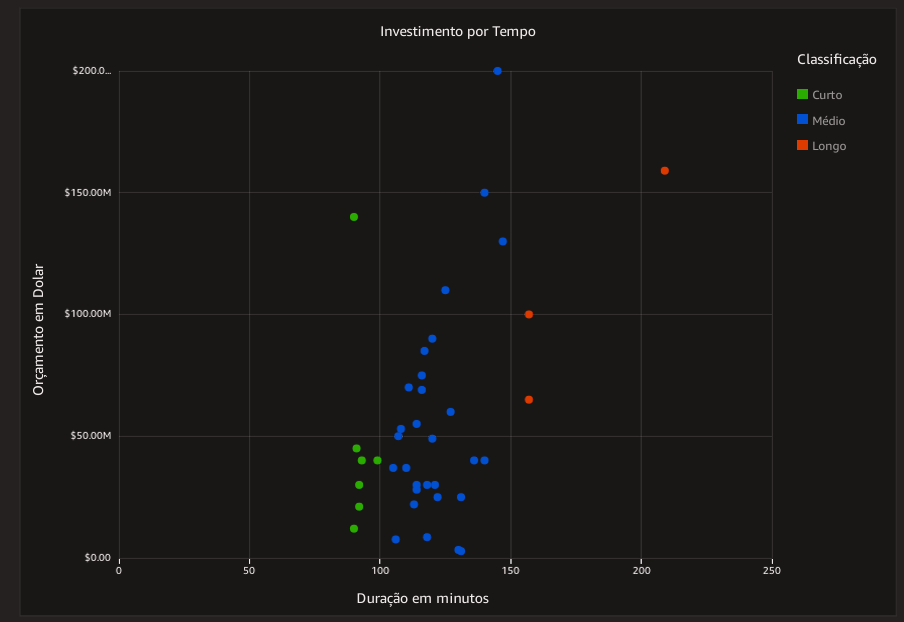 Investimento por Tempo
Classificação
Curto
Médio
Longo
Orçamento em Dolar
$200.0...
$150.00M
$100.00M
$50.00M
$0.00
0 50 100 150 200 250
Duração em minutos